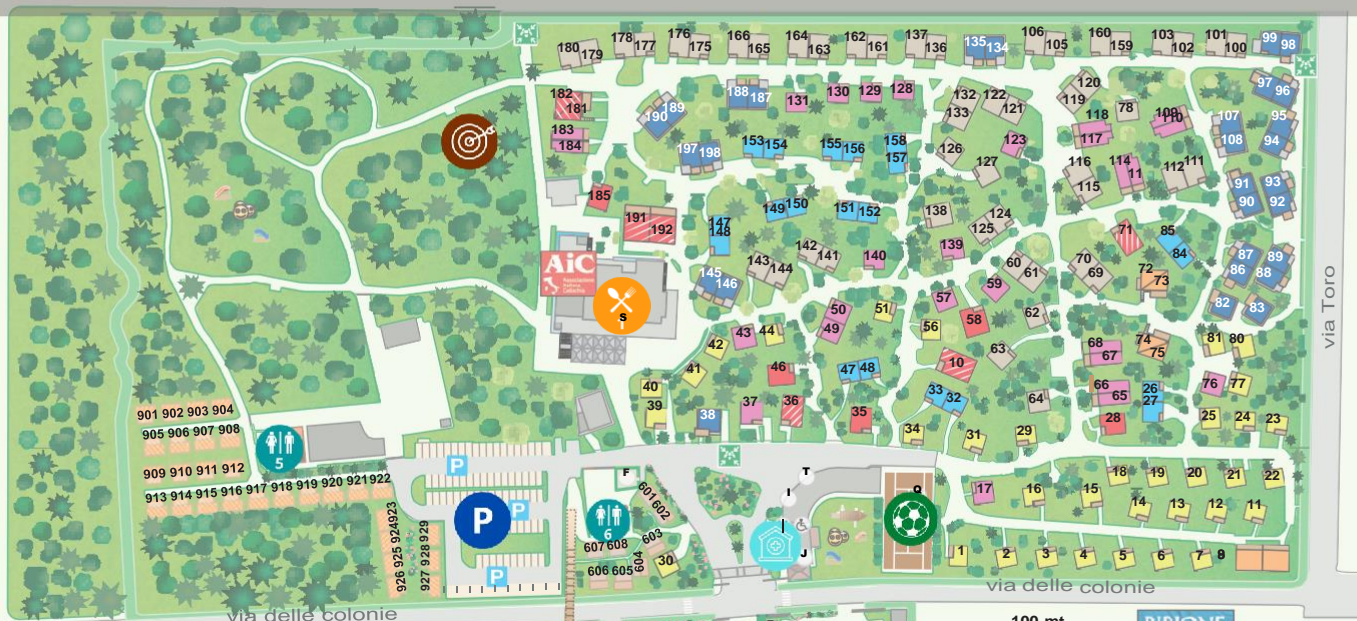 180 179 178 177 176 175 166 165 164 163 162 161 137 136 135 134 106 105 160 159 103 102 101 100 99 98
182 181 188 187 189 190 131 130 129 128 132 122 121 133 120 119 78 118 109 110 97 96
183 184 197 198 153 154 155 156 158 157 126 123 127 117 107 108 95 94
185 116 115 114 11 112 111 91 90 93 92
191 192 147 148 149 150 151 152 138 124 125 71 85 84
AiC
Associazione
Italiana
Celiachia
145 146 143 144 142 141 140 139 60 61 70 69 72 73 87 86 89 88
S
50 49 51 57 59 58 56 62 82 83
42 43 44 63 10 68 67 74 75 81 80
40 41 39 46 47 48 33 32 64 66 65 26 27 76 77
38 37 36 35 34 31 29 28 25 24 23
via Toro
901 902 903 904
905 906 907 908
5
909 910 911 912
913 914 915 916 917 918 919 920 921 922
923 924 925 926
929 928 927
P
P
P
P
F
601 602
6
607 608 603
606 605 604
30
T
I
J
Q
17 16 18 15 19 20 21 22
14 13 12 11
1 2 3 4 5 6 7 8 9
via delle colonie
via delle colonie
100 mt
BIBIONE